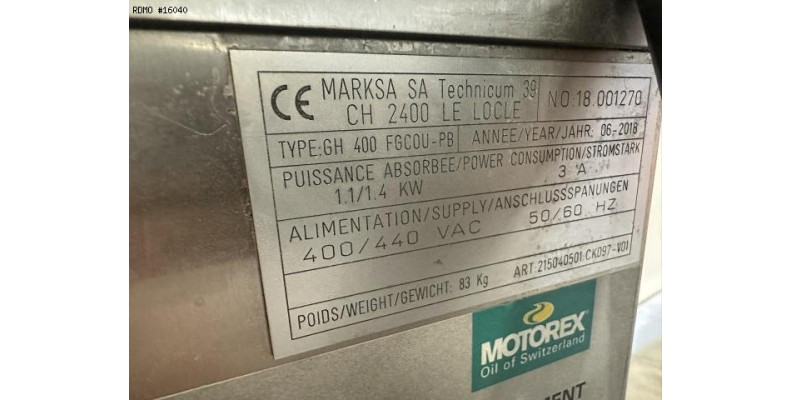 RDMO #16040
CE MARKSA SA Technicum 39
CH 2400 LE LOCLE
NO:18.001270
TYPE:GH 400 FGCOU-PB ANNEE/YEAR/JAHR: 06-2018
PUISSANCE ABSORBEE/POWER CONSUMPTION/STROMSTARK
1.1/1.4 KW 3 A
ALIMENTATION/SUPPLY/ANSCHLUSSSPANUNGEN
400/440 VAC 50/60 HZ
POIDS/WEIGHT/GEWICHT: 83 Kg ART:215040501.CK097-V01
MOTOREX
Oil of Switzerland